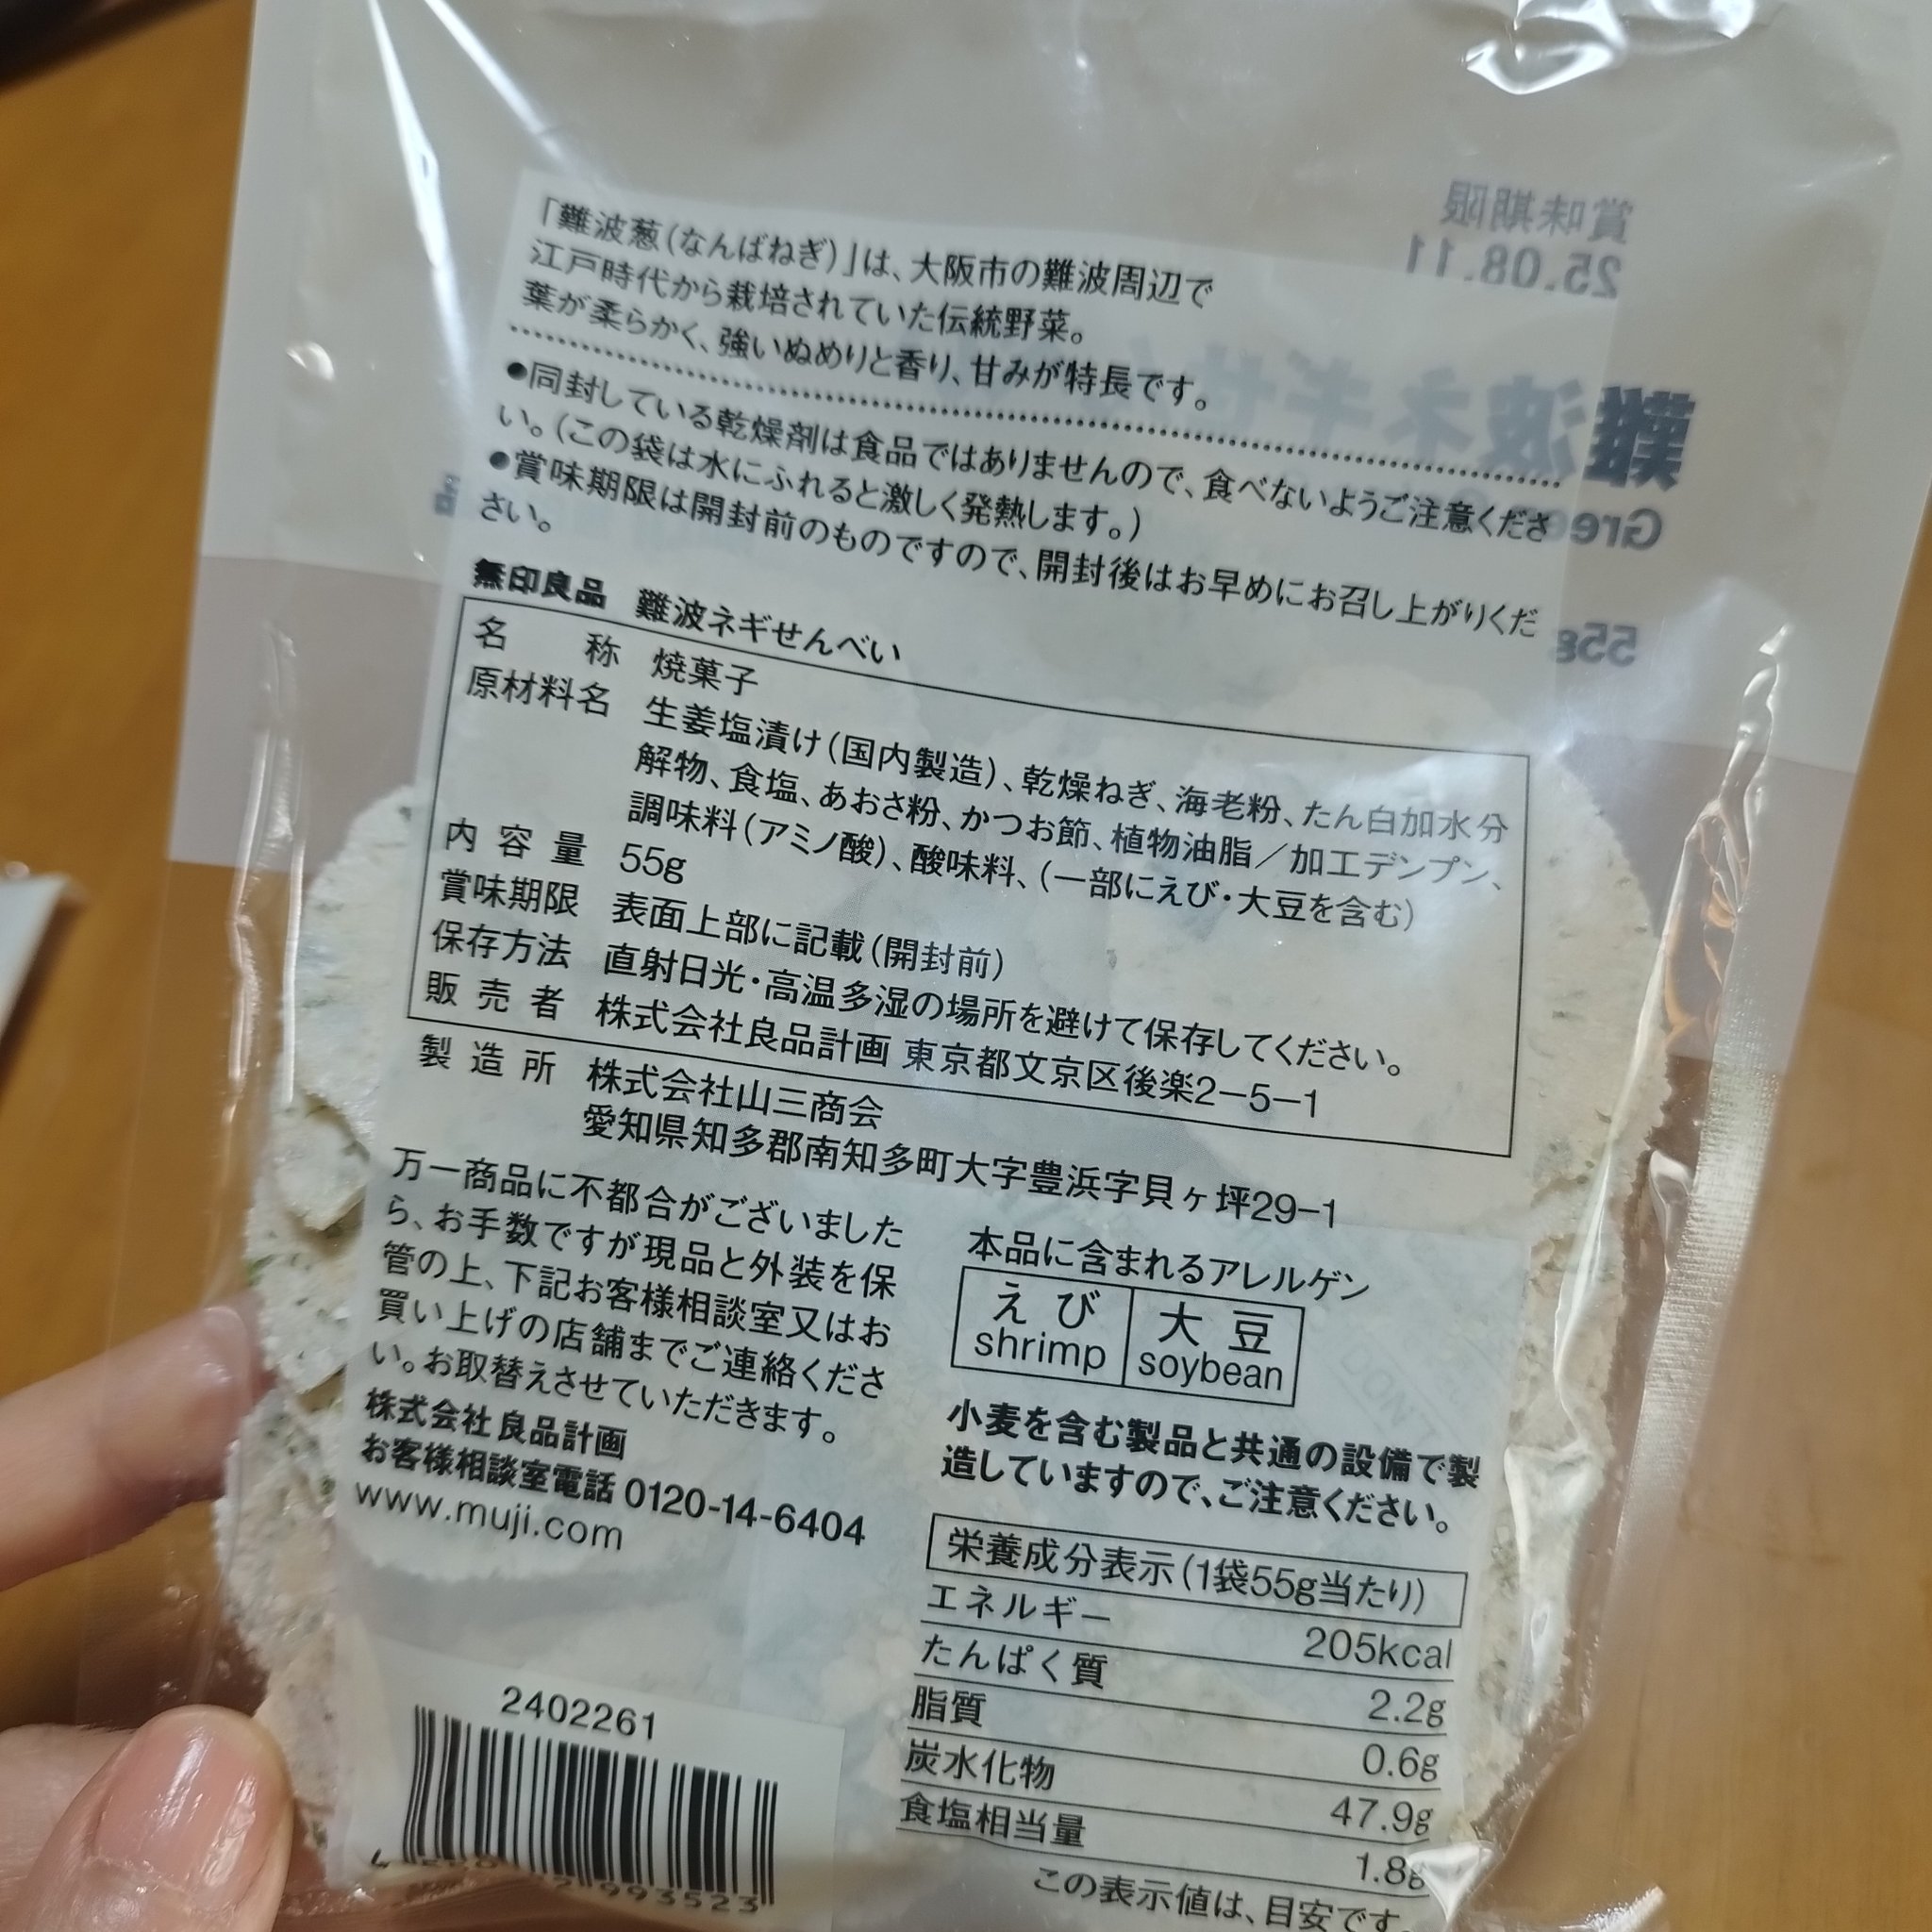 賞味期限
25.08.11
難波ネギせん
Gree
55g
「難波葱(なんばねぎ)」は、大阪市の難波周辺で
江戸時代から栽培されていた伝統野菜。
葉が柔らかく、強いぬめりと香り、甘みが特長です。
●同封している乾燥剤は食品ではありませんので、食べないようご注意くださ
い。(この袋は水にふれると激しく発熱します。)
●賞味期限は開封前のものですので、開封後はお早めにお召し上がりくだ
さい。
無印良品 難波ネギせんべい
名称 焼菓子
原材料名 生姜塩漬け(国内製造)、乾燥ねぎ、海老粉、たん白加水分
解物、食塩、あおさ粉、かつお節、植物油脂/加工デンプン、
調味料(アミノ酸)、酸味料、(一部にえび・大豆を含む)
内容量 55g
賞味期限 表面上部に記載(開封前)
保存方法 直射日光・高温多湿の場所を避けて保存してください。
販売者 株式会社良品計画 東京都文京区後楽2-5-1
製造所 株式会社山三商会
愛知県知多郡南知多町大字豊浜字貝ヶ坪29-1
万一商品に不都合がございました
ら、お手数ですが現品と外装を保
管の上、下記お客様相談室又はお
買い上げの店舗までご連絡くださ
い。お取替えさせていただきます。
株式会社 良品計画
お客様相談室電話 0120-14-6404
www.muji.com
本品に含まれるアレルゲン
えび 大豆
shrimp soybean
小麦を含む製品と共通の設備で製
造していますので、ご注意ください。
栄養成分表示(1袋55g当たり)
エネルギー 205kcal
たんぱく質 2.2g
脂質 0.6g
炭水化物 47.9g
食塩相当量 1.8g
この表示値は、目安です。
2402261
993523